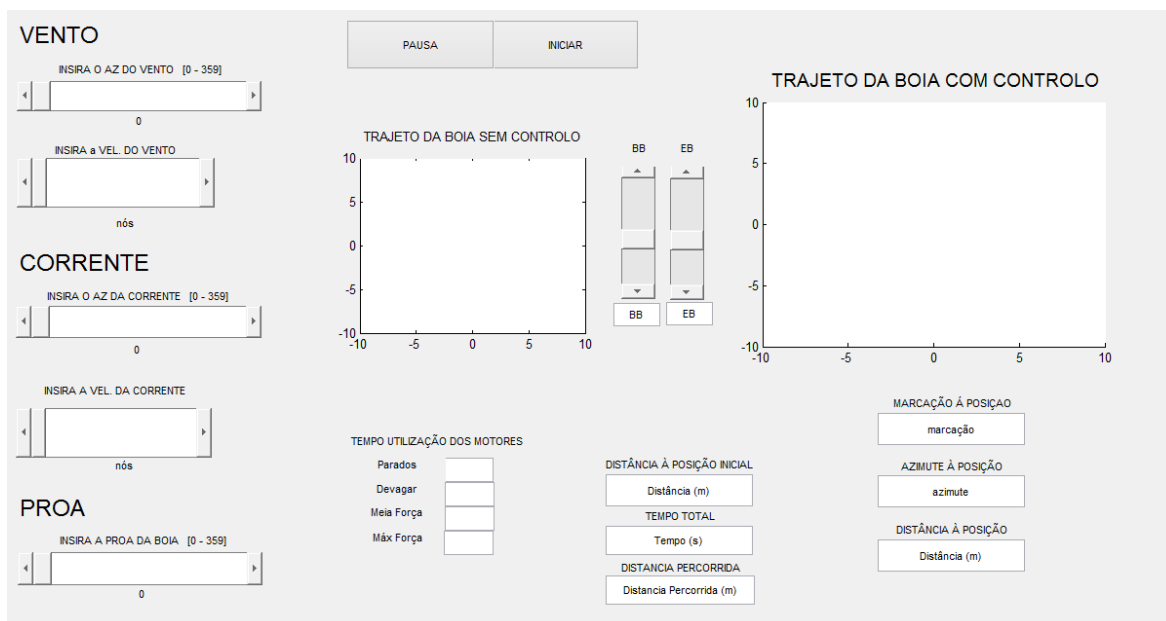 VENTO
INSIRA O AZ DO VENTO [0 - 359]
0
INSIRA a VEL. DO VENTO
nós
CORRENTE
INSIRA O AZ DA CORRENTE [0 - 359]
0
INSIRA A VEL. DA CORRENTE
nós
PROA
INSIRA A PROA DA BOIA [0 - 359]
0
PAUSA INICIAR
TRAJETO DA BOIA SEM CONTROLO
10
5
0
-5
-10
-10 -5 0 5 10
BB EB
BB EB
TRAJETO DA BOIA COM CONTROLO
10
5
0
-5
-10
-10 -5 0 5 10
TEMPO UTILIZAÇÃO DOS MOTORES
Parados
Devagar
Meia Força
Máx Força
DISTÂNCIA À POSIÇÃO INICIAL
Distância (m)
TEMPO TOTAL
Tempo (s)
DISTANCIA PERCORRIDA
Distancia Percorrida (m)
MARCAÇÃO Á POSIÇAO
marcação
AZIMUTE À POSIÇÃO
azimute
DISTÂNCIA À POSIÇÃO
Distância (m)